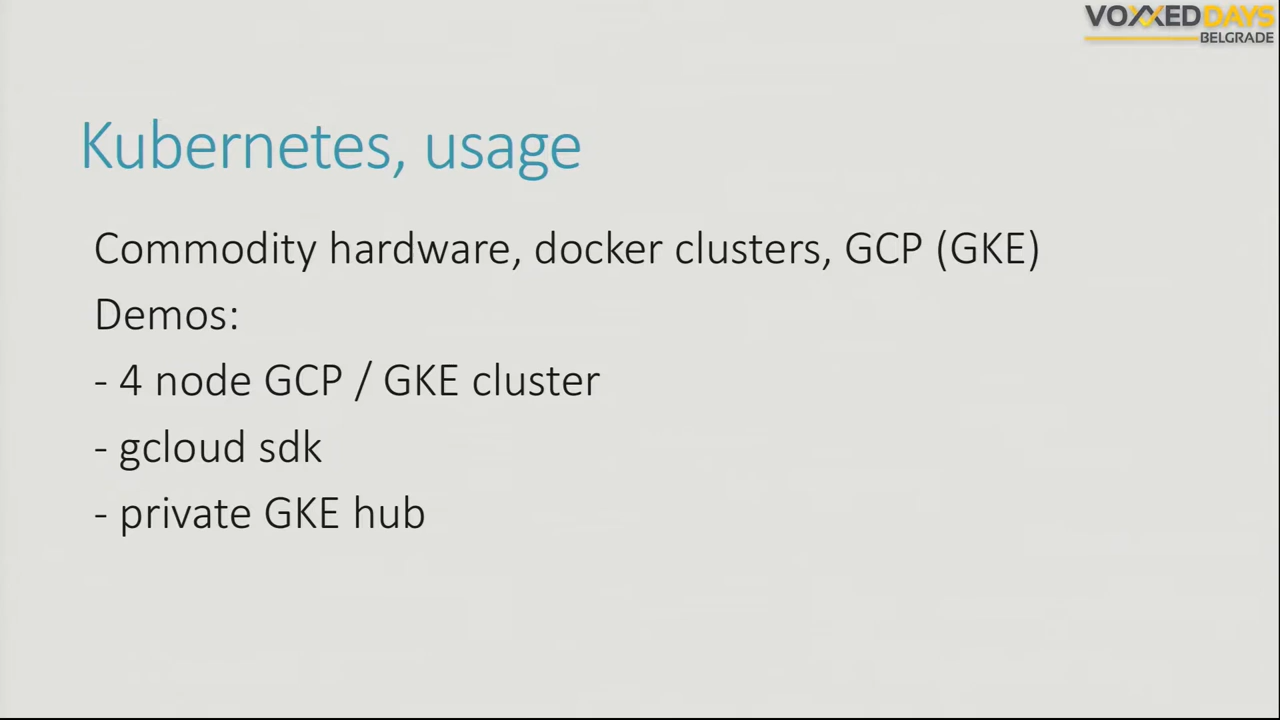 VOXXED DAYS
BELGRADE
Kubernetes, usage
Commodity hardware, docker clusters, GCP (GKE)
Demos:
- 4 node GCP / GKE cluster
- gcloud sdk
- private GKE hub